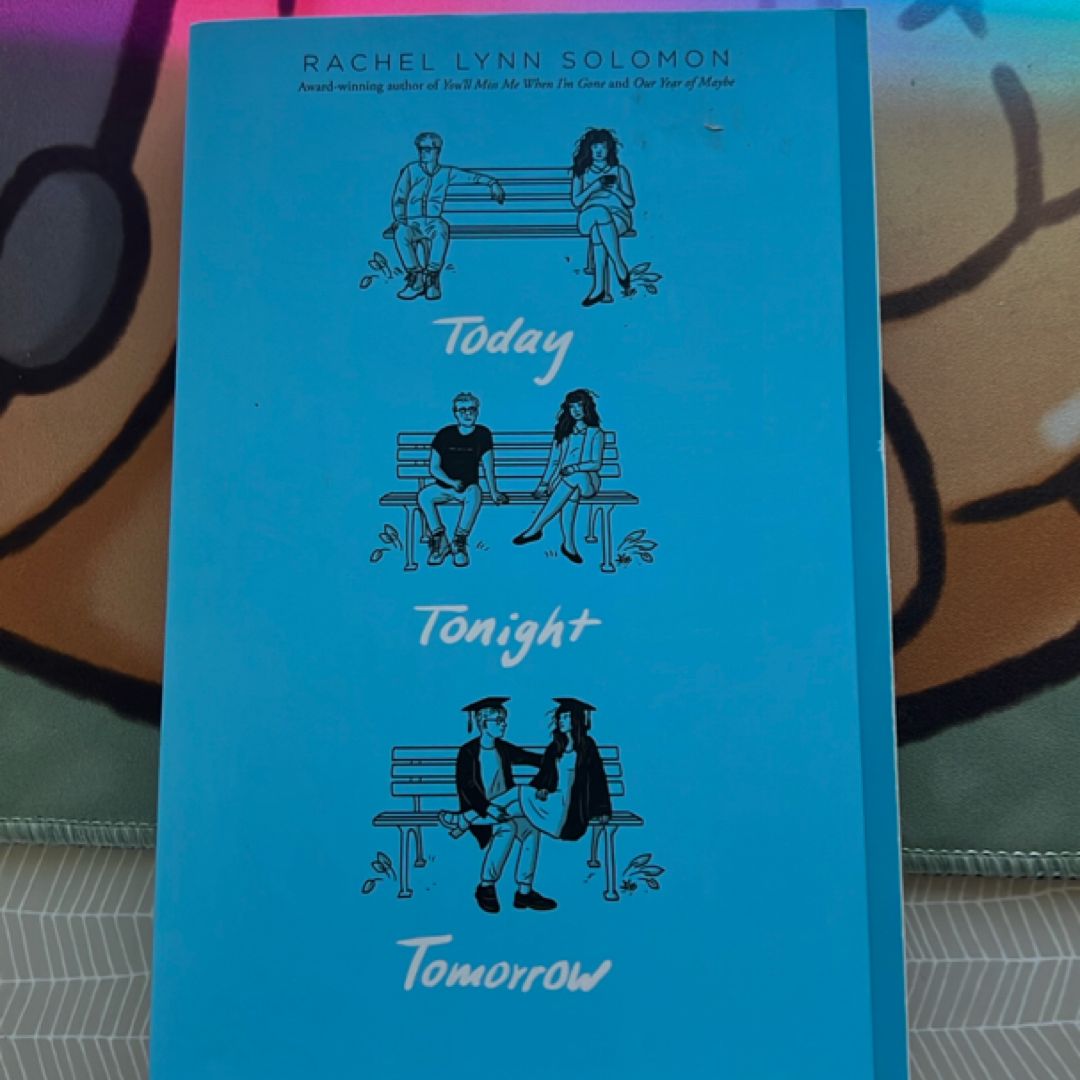 RACHEL LYNN SOLOMON
Award-winning author of You'll Miss Me When I'm Gone and Our Year of Maybe
Today
Tonight
Tomorrow